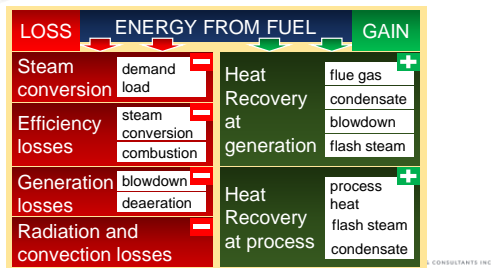 LOSS
ENERGY FROM FUEL
GAIN
Steam
conversion
demand
load
Efficiency
losses
steam
conversion
combustion
Generation
losses
blowdown
deaeration
Radiation and
convection losses
Heat
Recovery
at
generation
flue gas
condensate
blowdown
flash steam
Heat
Recovery
at process
process
heat
flash steam
condensate
CONSULTANTS INC